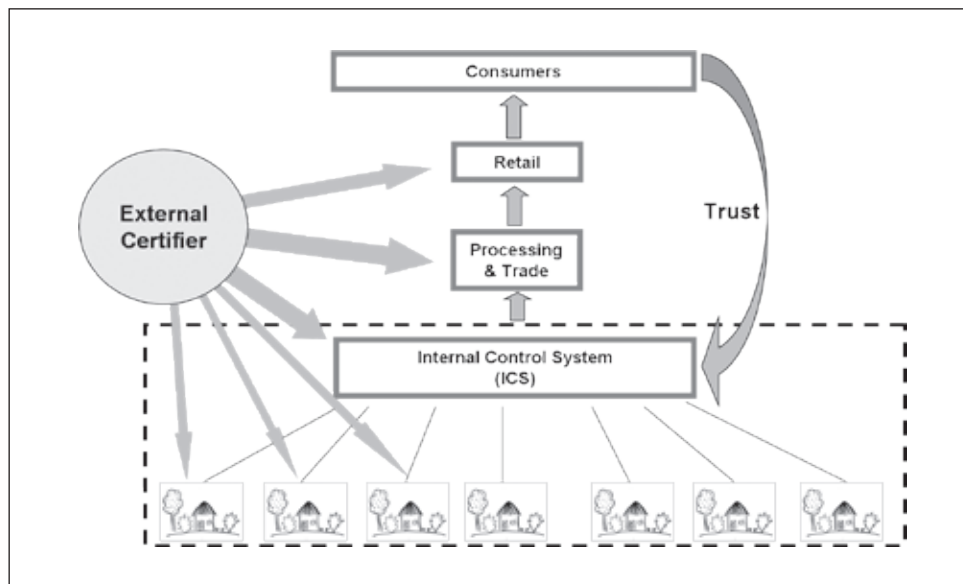 Consumers
Retail
External
Certifier
Trust
Processing
& Trade
Internal Control System
(ICS)